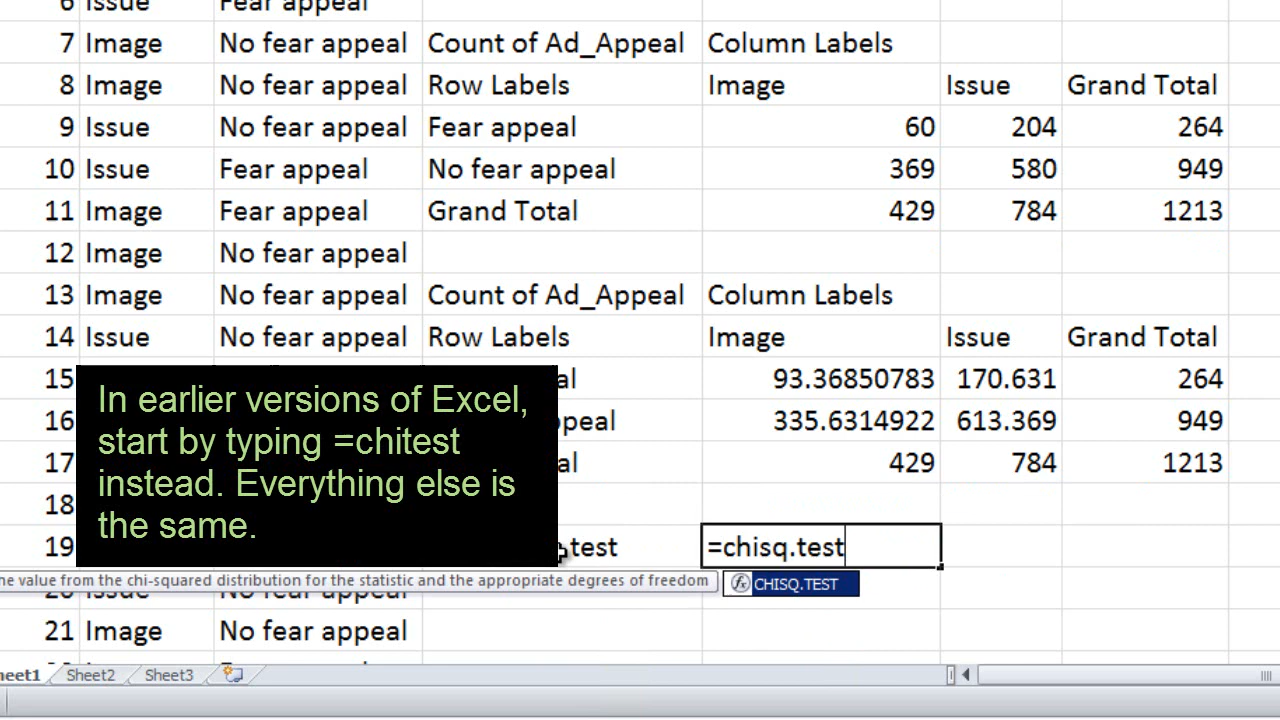 6 Issue Fear appeal
7 Image No fear appeal Count of Ad_Appeal Column Labels
8 Image No fear appeal Row Labels Image Issue Grand Total
9 Issue No fear appeal Fear appeal 60 204 264
10 Issue Fear appeal No fear appeal 369 580 949
11 Image Fear appeal Grand Total 429 784 1213
12 Image No fear appeal
13 Image No fear appeal Count of Ad_Appeal Column Labels
14 Issue No fear appeal Row Labels Image Issue Grand Total
15 al 93.36850783 170.631 264
16 ppeal 335.6314922 613.369 949
17 al 429 784 1213
18
In earlier versions of Excel,
start by typing =chitest
instead. Everything else is
the same.
19 test =chisq.test
he value from the chi-squared distribution for the statistic and the appropriate degrees of freedom fx CHISQ.TEST
20 No fear appeal
21 Image No fear appeal
heet1 Sheet2 Sheet3